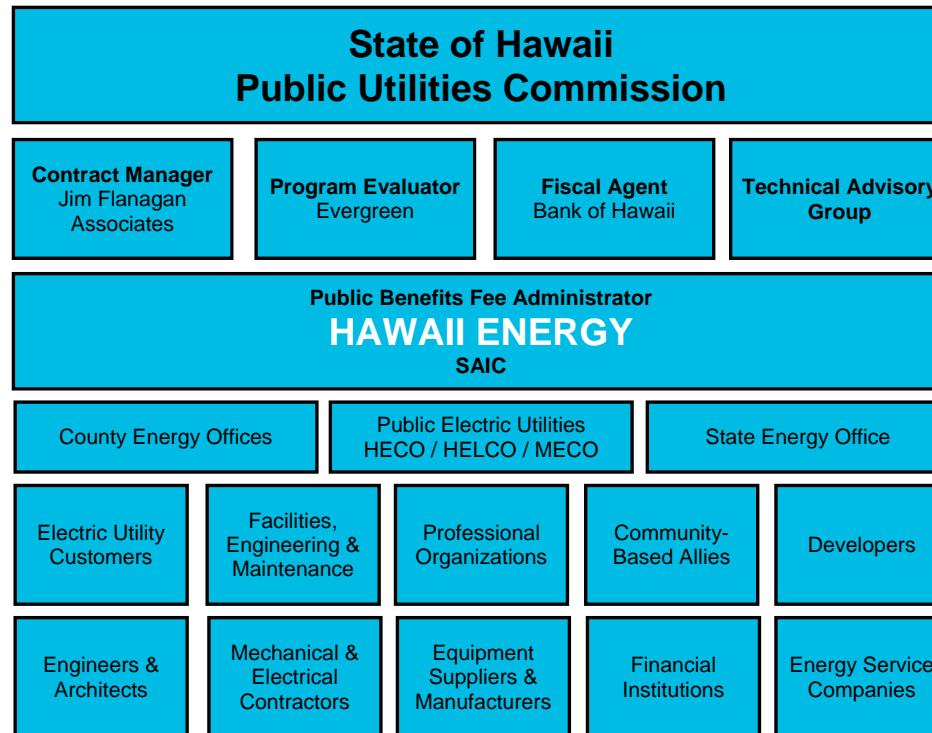 State of Hawaii
Public Utilities Commission
Contract Manager
Jim Flanagan
Associates
Program Evaluator
Evergreen
Fiscal Agent
Bank of Hawaii
Technical Advisory
Group
Public Benefits Fee Administrator
HAWAII ENERGY
SAIC
County Energy Offices
Public Electric Utilities
HECO / HELCO / MECO
State Energy Office
Electric Utility
Customers
Facilities,
Engineering &
Maintenance
Professional
Organizations
Community-
Based Allies
Developers
Engineers &
Architects
Mechanical &
Electrical
Contractors
Equipment
Suppliers &
Manufacturers
Financial
Institutions
Energy Service
Companies